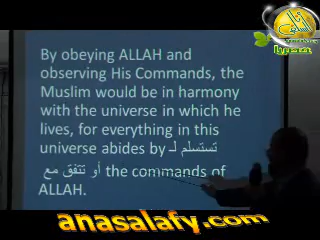 By obeying ALLAH and
observing His Commands, the
Muslim would be in harmony
with the universe in which he
lives, for everything in this
universe abides by تستسلم لـ
أو تتفق مع the commands of
ALLAH.
anasalafy.com